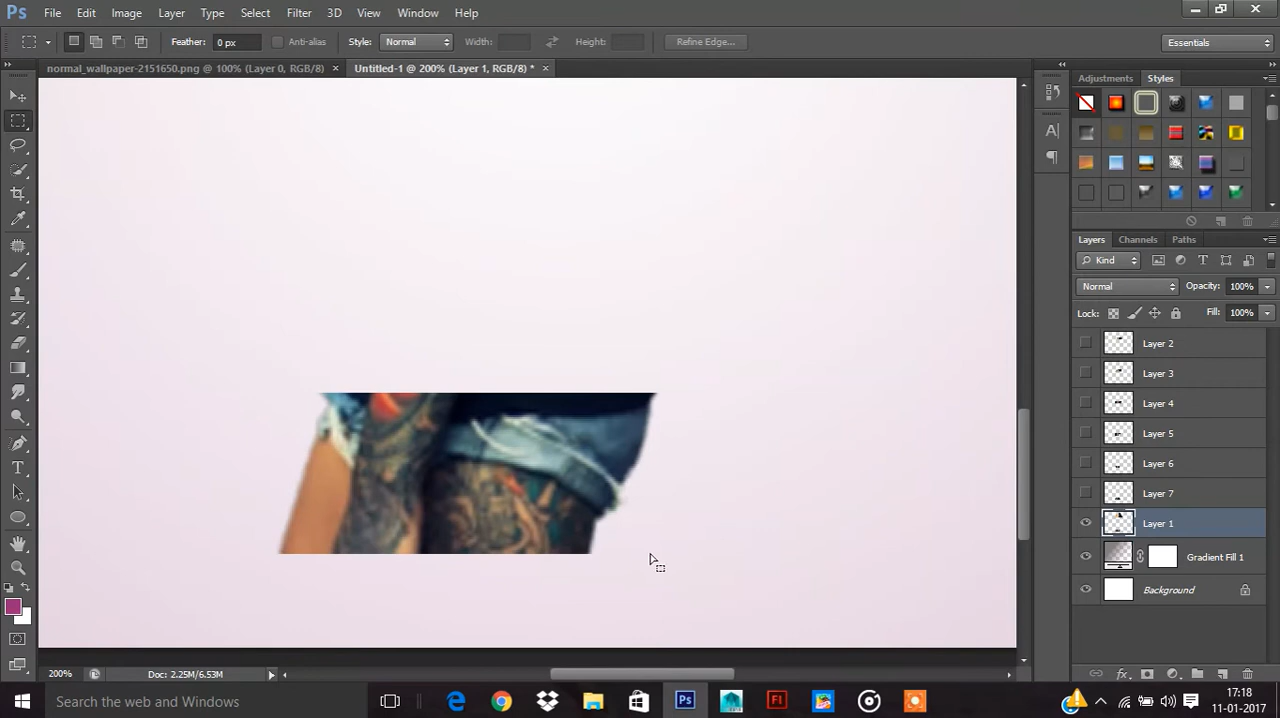 Ps File Edit Image Layer Type Select Filter 3D View Window Help
Feather: 0 px Anti-alias Style: Normal Width: Height: Refine Edge... Essentials
normal_wallpaper-2151650.png @ 100% (Layer 0, RGB/8) × Untitled-1 @ 200% (Layer 1, RGB/8) * ×
Adjustments Styles
Layers Channels Paths
Kind
Normal Opacity: 100%
Lock: Fill: 100%
Layer 2
Layer 3
Layer 4
Layer 5
Layer 6
Layer 7
Layer 1
Gradient Fill 1
Background
200% Doc: 2.25M/6.53M
Search the web and Windows
17:18
11-01-2017